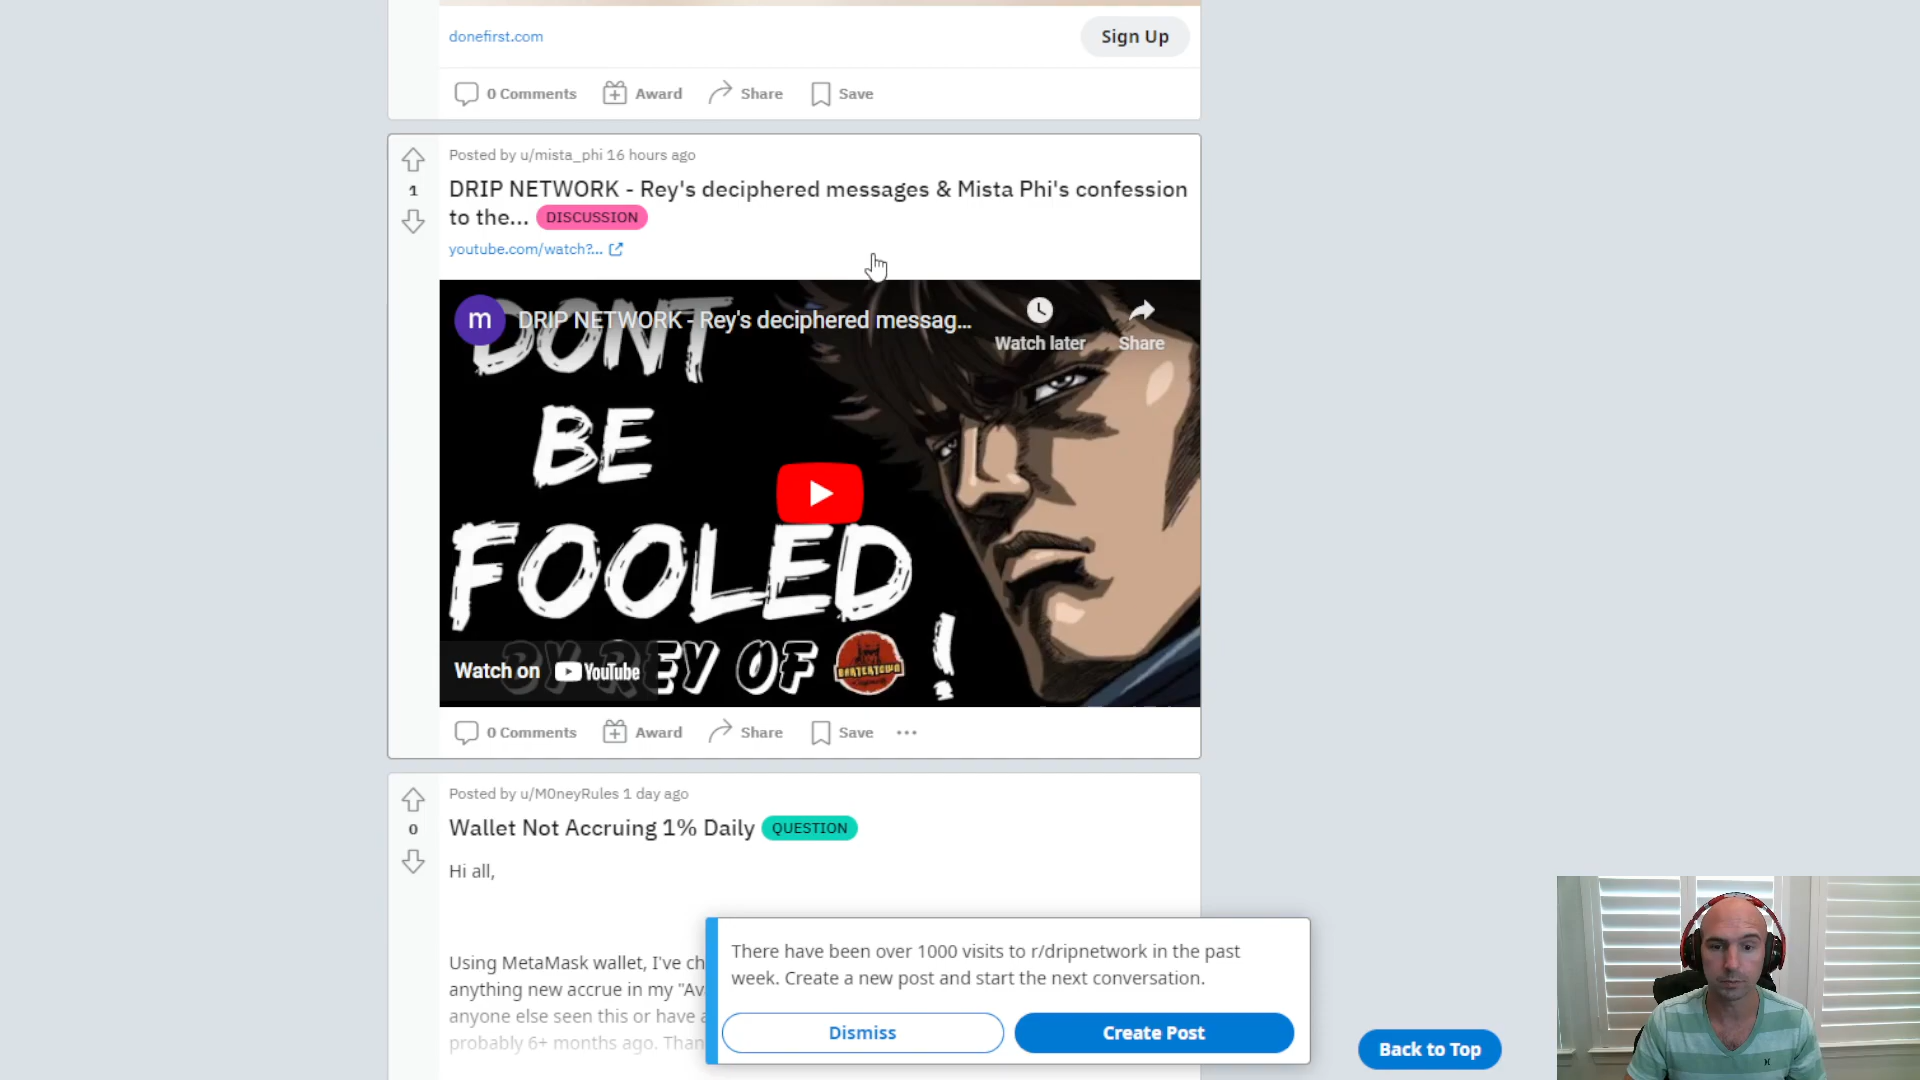 donefirst.com
Sign Up
0 Comments Award Share Save
Posted by u/mista_phi 16 hours ago
1
DRIP NETWORK - Rey's deciphered messages & Mista Phi's confession
to the... DISCUSSION
youtube.com/watch?...
m DRIP NETWORK - Rey's deciphered messag...
Watch later Share
DONT
BE
FOOLED
!
BY REY OF BARTERTOWN
Watch on YouTube
0 Comments Award Share Save
Posted by u/M0neyRules 1 day ago
0
Wallet Not Accruing 1% Daily QUESTION
Hi all,
Using MetaMask wallet, I've ch
anything new accrue in my "Av
anyone else seen this or have a
probably 6+ months ago. Than
There have been over 1000 visits to r/dripnetwork in the past
week. Create a new post and start the next conversation.
Dismiss Create Post
Back to Top